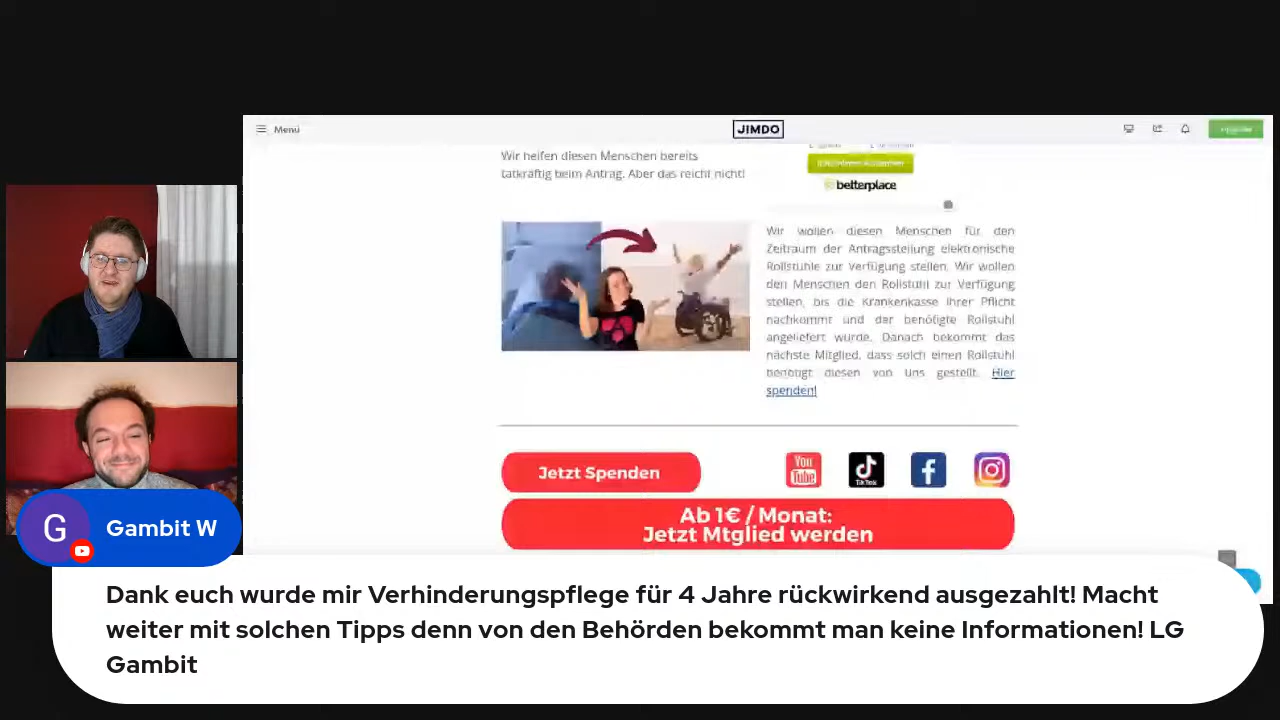 Menü
JIMDO
Wir helfen diesen Menschen bereits
tatkräftig beim Antrag. Aber das reicht nicht!
betterplace
Wir wollen diesen Menschen für den
Zeitraum der Antragsstellung elektronische
Rollstühle zur Verfügung stellen. Wir wollen
den Menschen den Rollstuhl zur Verfügung
stellen, bis die Krankenkasse ihrer Pflicht
nachkommt und der benötigte Rollstuhl
angeliefert wurde. Danach bekommt das
nächste Mitglied, dass solch einen Rollstuhl
benötigt diesen von uns gestellt. Hier
spenden!
Jetzt Spenden
You
Tube
TikTok
Ab 1€ / Monat:
Jetzt Mtglied werden
G
Gambit W
Dank euch wurde mir Verhinderungspflege für 4 Jahre rückwirkend ausgezahlt! Macht
weiter mit solchen Tipps denn von den Behörden bekommt man keine Informationen! LG
Gambit